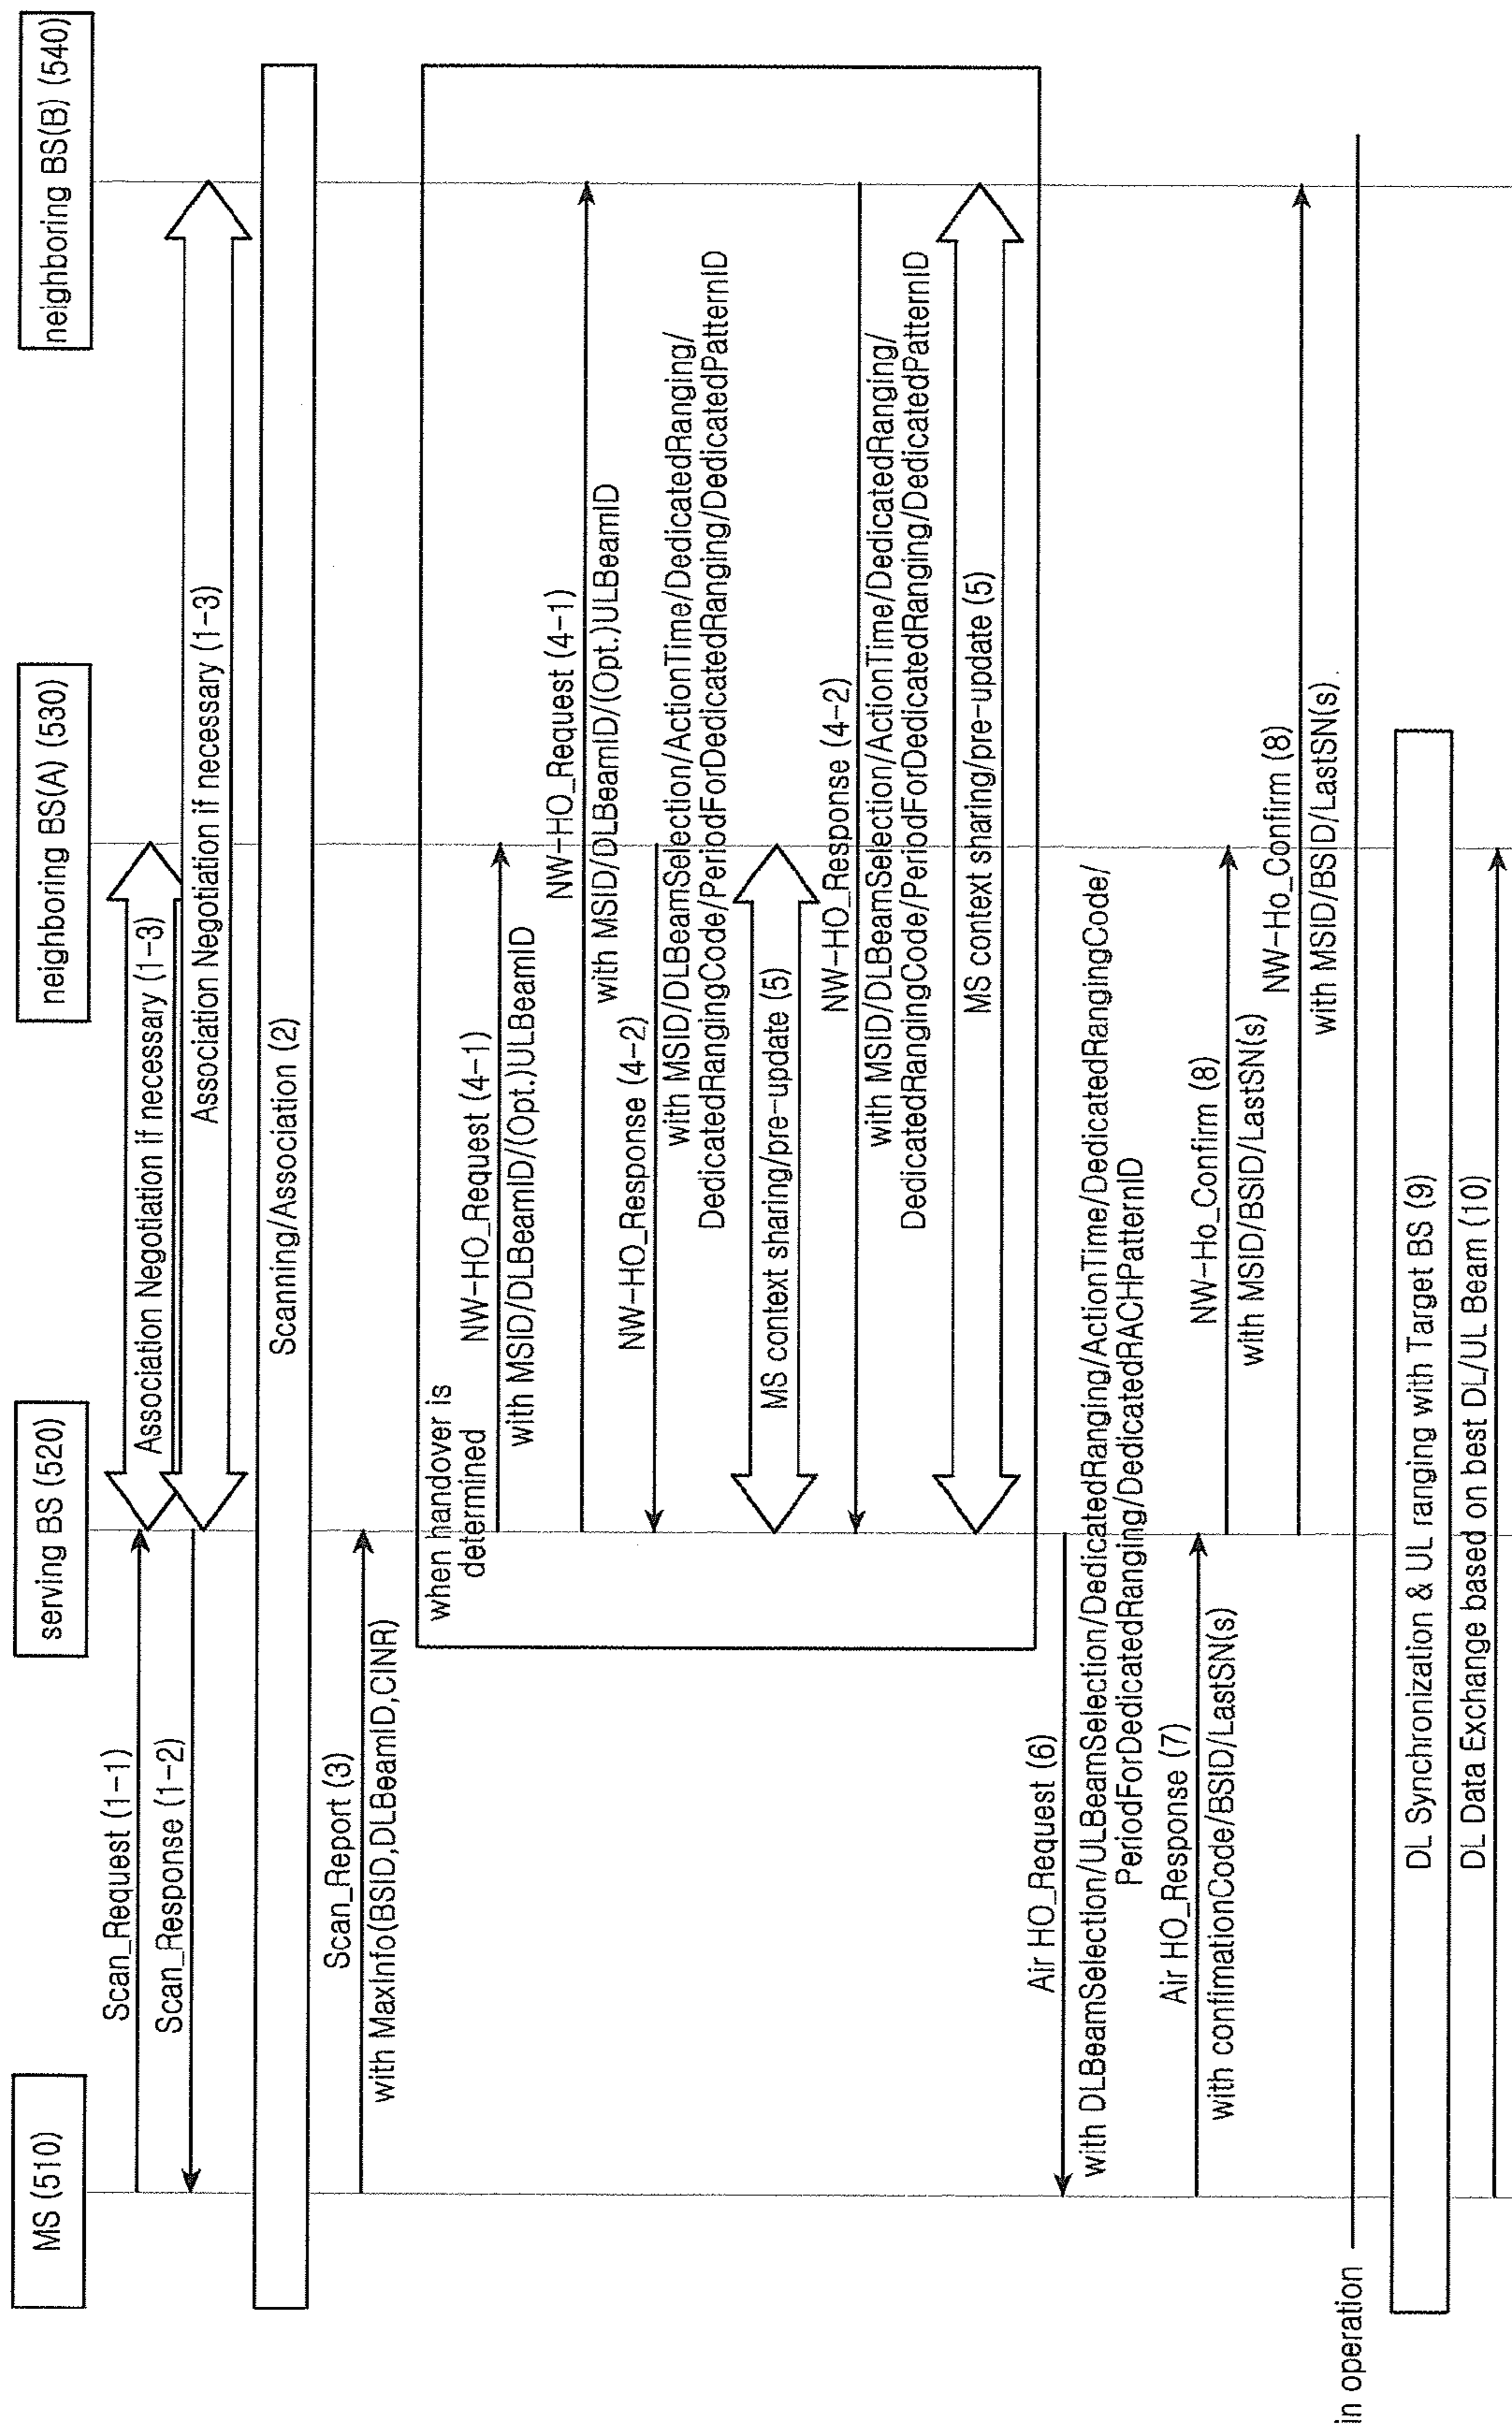 MS (510)
serving BS (520)
neighboring BS(A) (530)
neighboring BS(B) (540)
Scan_Request (1-1)
Scan_Response (1-2)
Association Negotiation if necessary (1-3)
Association Negotiation if necessary (1-3)
Scanning/Association (2)
Scan_Report (3)
with MaxInfo(BSID,DLBeamID,CINR)
when handover is
determined
NW-HO_Request (4-1)
with MSID/DLBeamID/(Opt.)ULBeamID
NW-HO_Request (4-1)
with MSID/DLBeamID/(Opt.)ULBeamID
NW-HO_Response (4-2)
with MSID/DLBeamSelection/ActionTime/DedicatedRanging/
DedicatedRangingCode/PeriodForDedicatedRanging/DedicatedPatternID
MS context sharing/pre-update (5)
NW-HO_Response (4-2)
with MSID/DLBeamSelection/ActionTime/DedicatedRanging/
DedicatedRangingCode/PeriodForDedicatedRanging/DedicatedPatternID
MS context sharing/pre-update (5)
Air HO_Request (6)
with DLBeamSelection/ULBeamSelection/DedicatedRanging/ActionTime/DedicatedRangingCode/
PeriodForDedicatedRanging/DedicatedRACHPatternID
Air HO_Response (7)
with confimationCode/BSID/LastSN(s)
NW-Ho_Confirm (8)
with MSID/BSID/LastSN(s)
NW-Ho_Confirm (8)
with MSID/BSID/LastSN(s)
in operation
DL Synchronization & UL ranging with Target BS (9)
DL Data Exchange based on best DL/UL Beam (10)